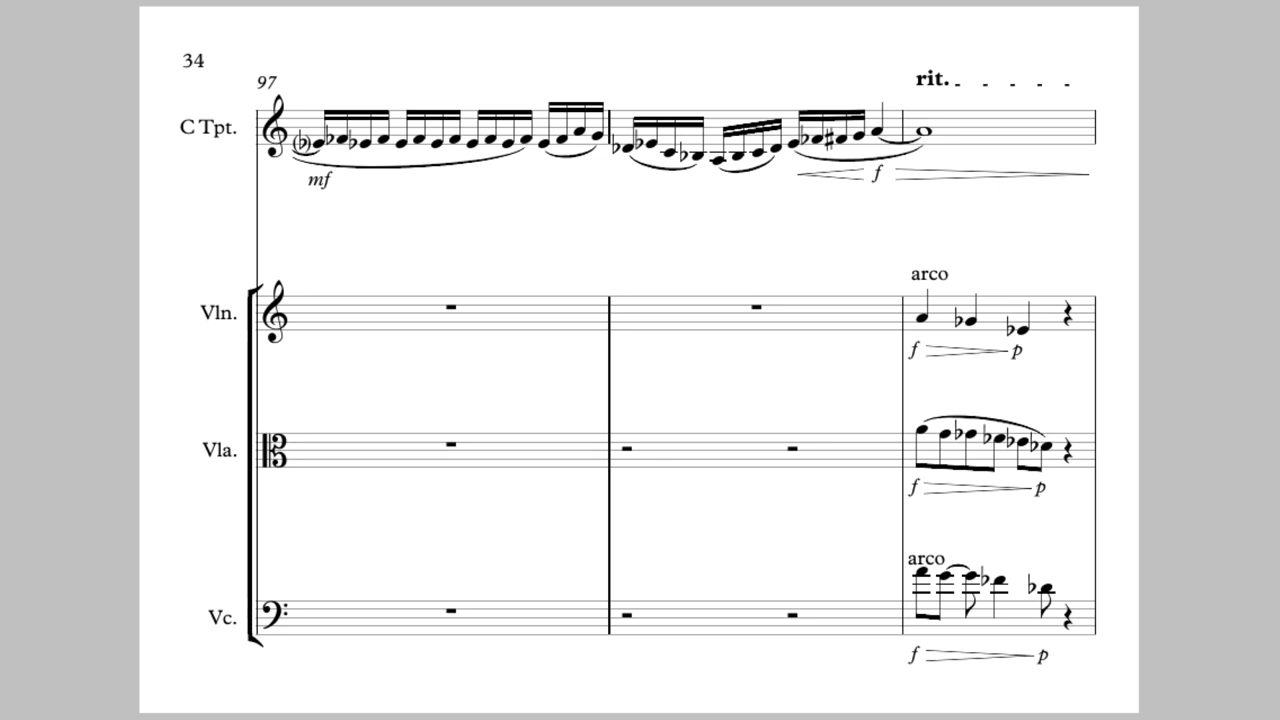 34
97
rit.
C Tpt.
mf
f
arco
Vln.
f p
Vla.
f p
arco
Vc.
f p